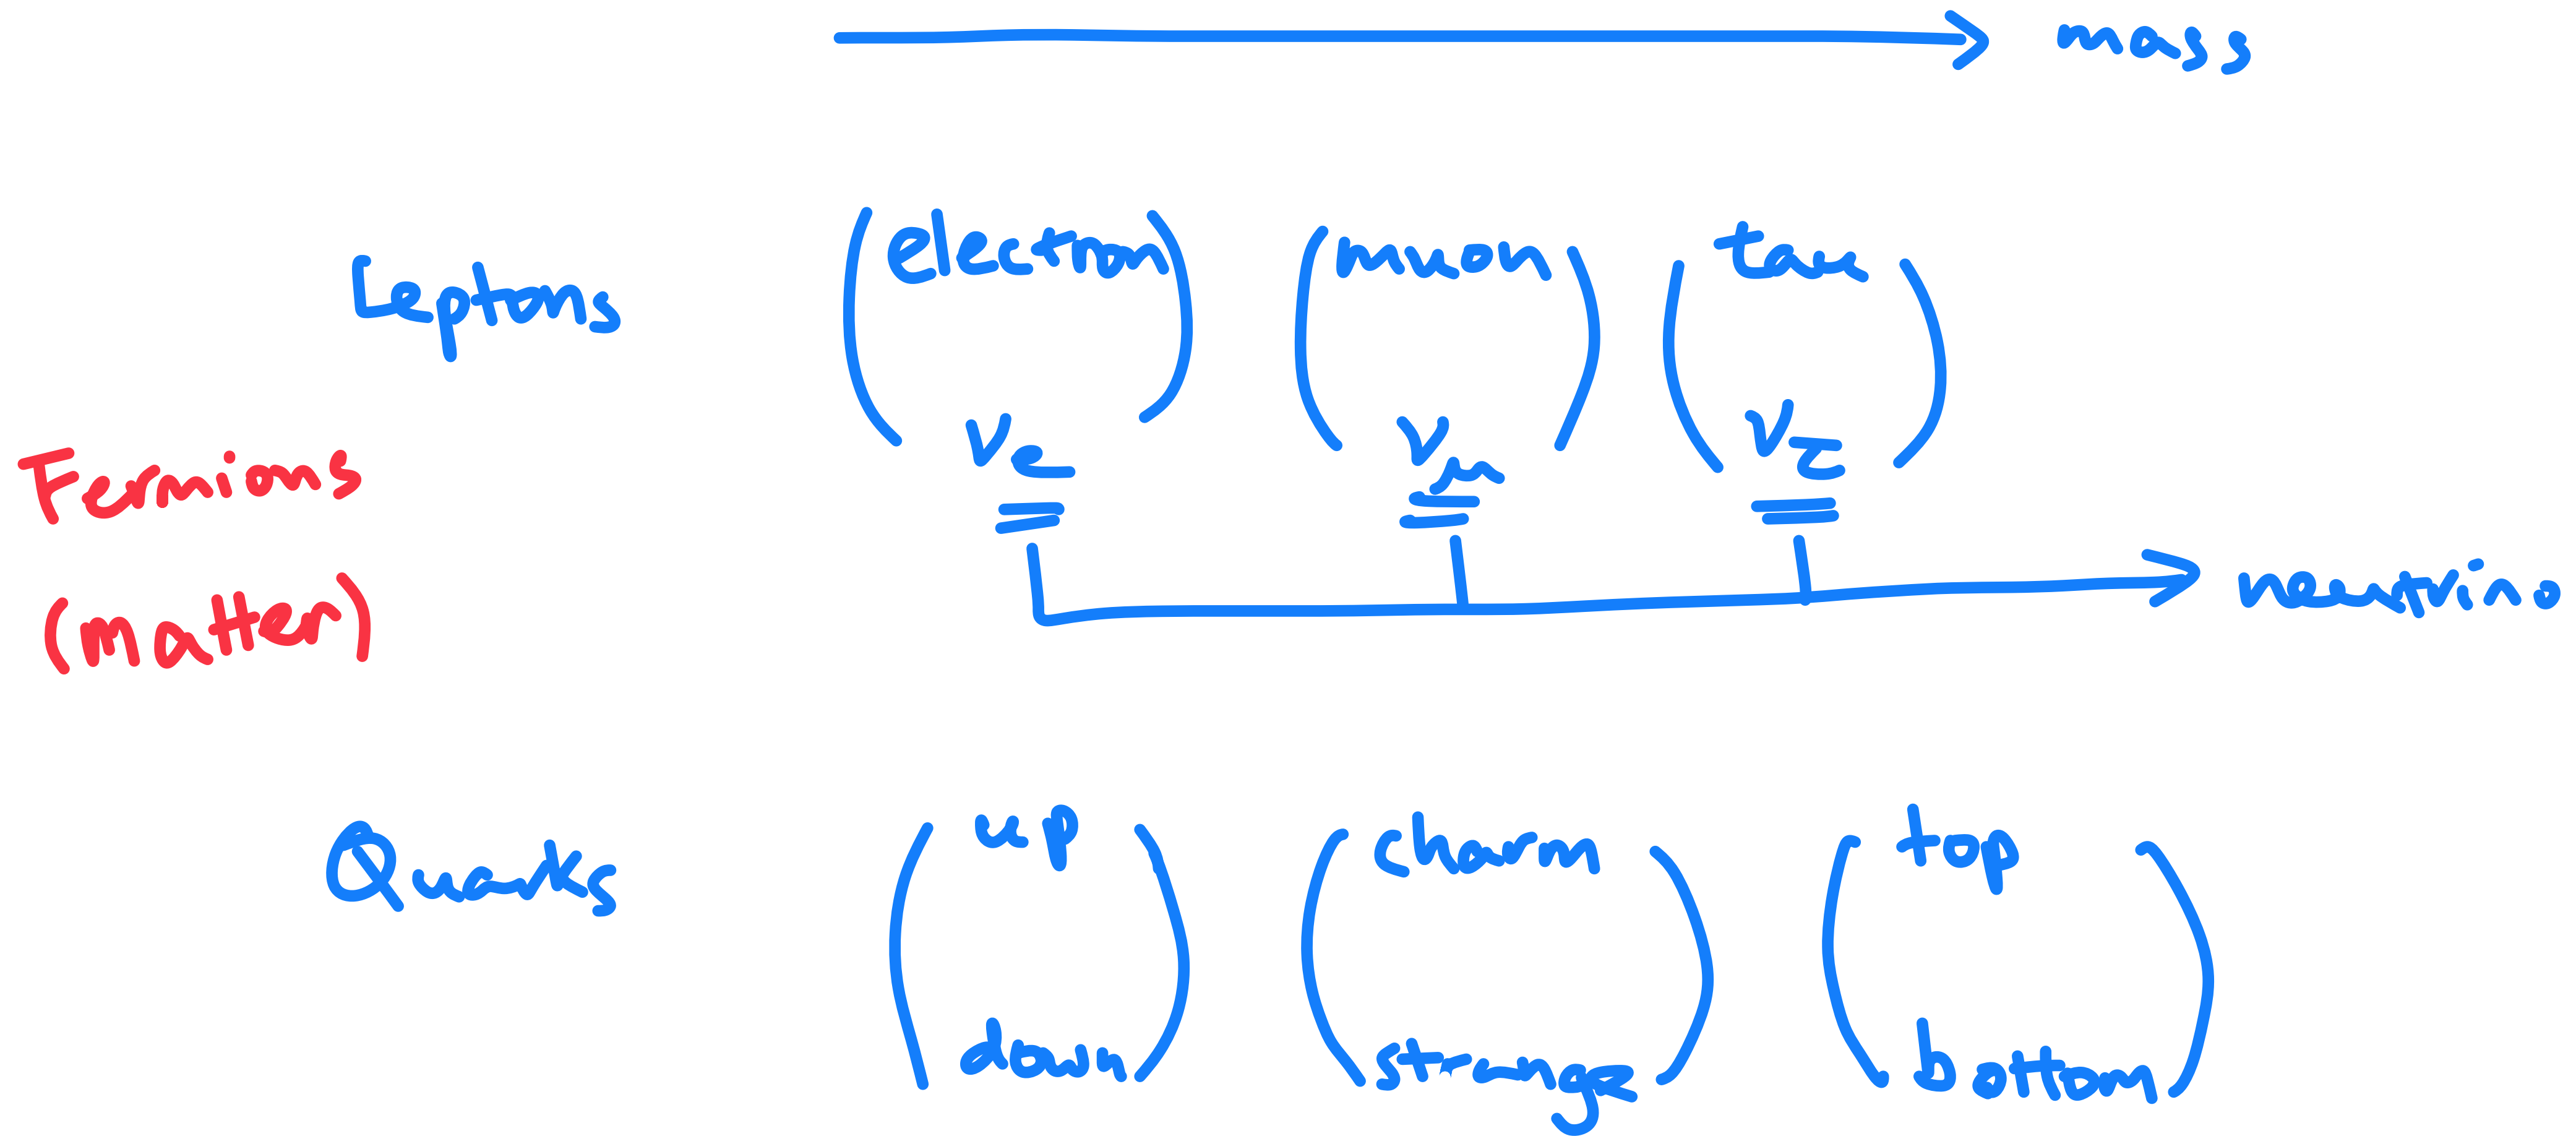 mass
Leptons
electron muon tau
νe νμ ντ
Fermions
(matter)
neutrino
Quarks
up charm top
down strange bottom